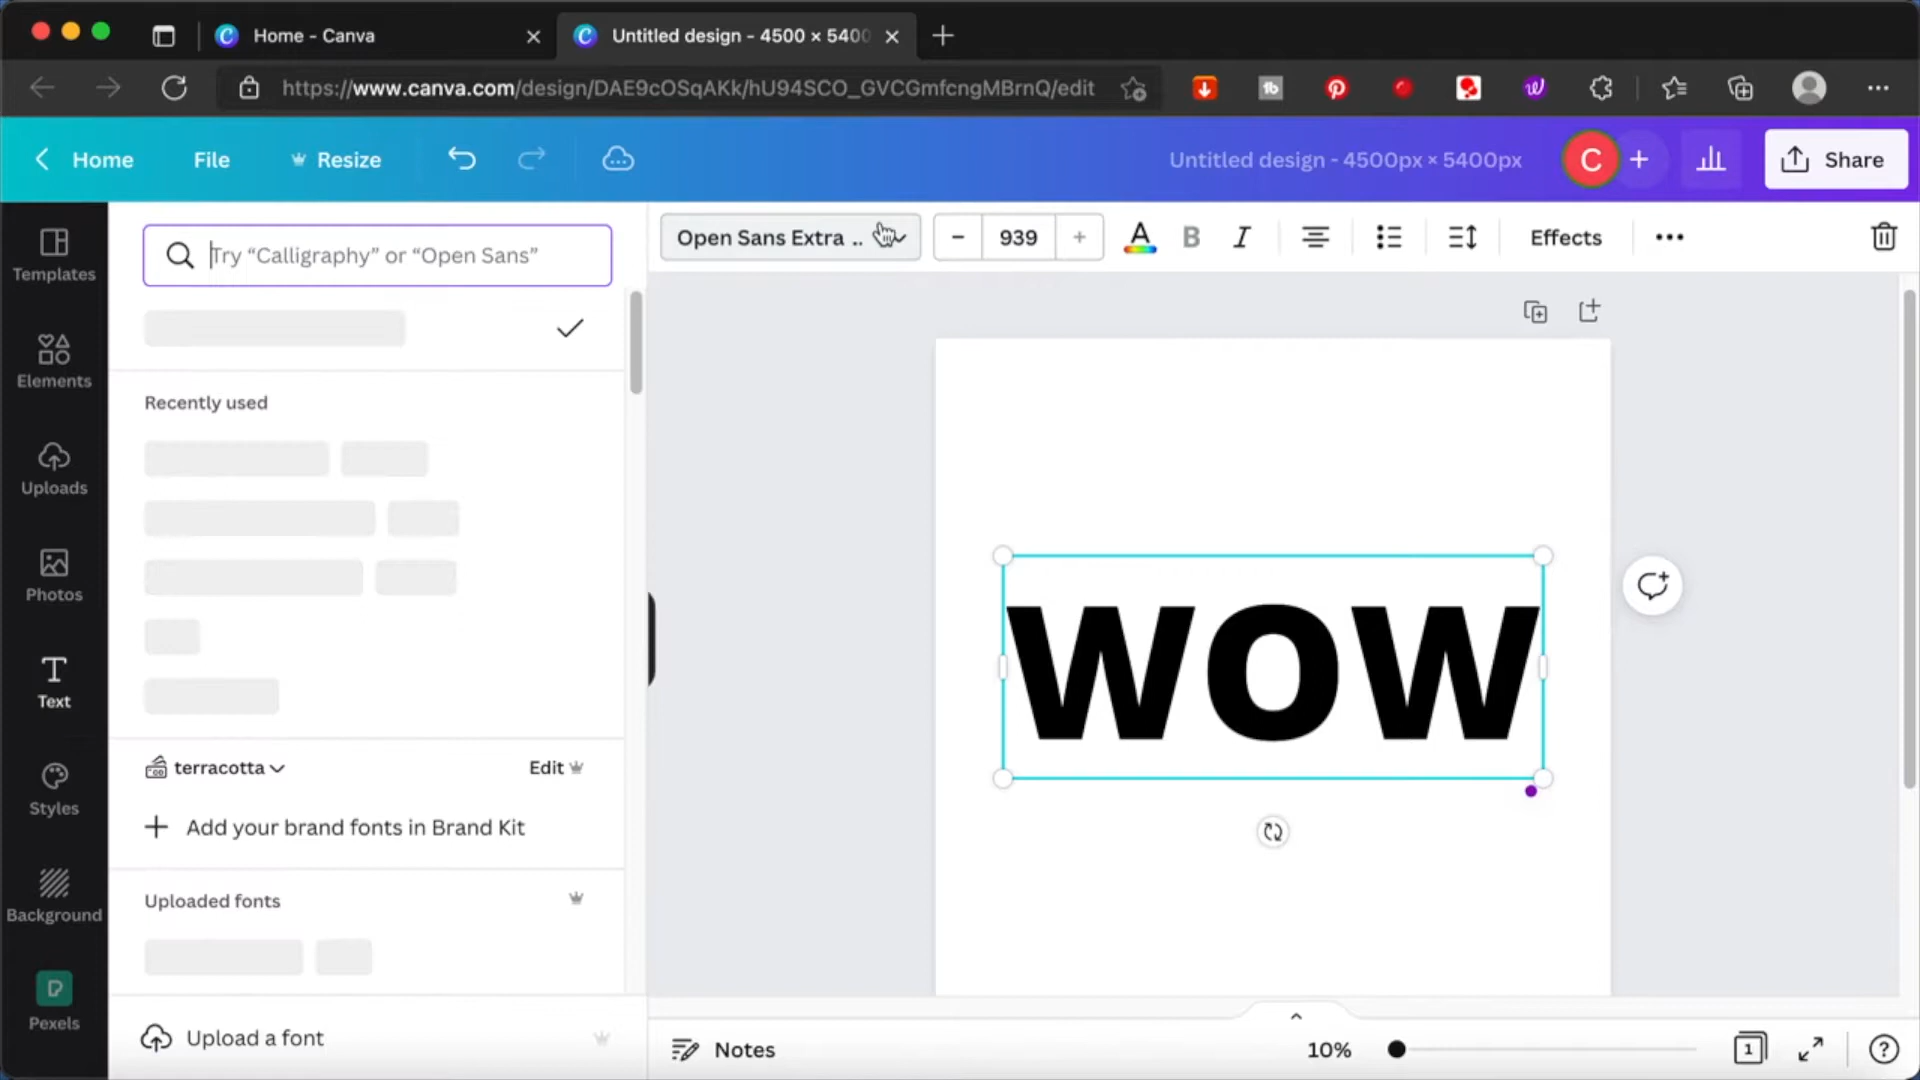 Home - Canva
Untitled design - 4500 × 5400
https://www.canva.com/design/DAE9cOSqAKk/hU94SCO_GVCGmfcngMBrnQ/edit
Home File Resize
Untitled design - 4500px × 5400px
C
Share
Templates
Elements
Uploads
Photos
Text
Styles
Background
Pexels
Try “Calligraphy” or “Open Sans”
Recently used
terracotta
Edit
Add your brand fonts in Brand Kit
Uploaded fonts
Upload a font
Open Sans Extra ..
939
A B I
Effects
WOW
Notes
10%
1
?